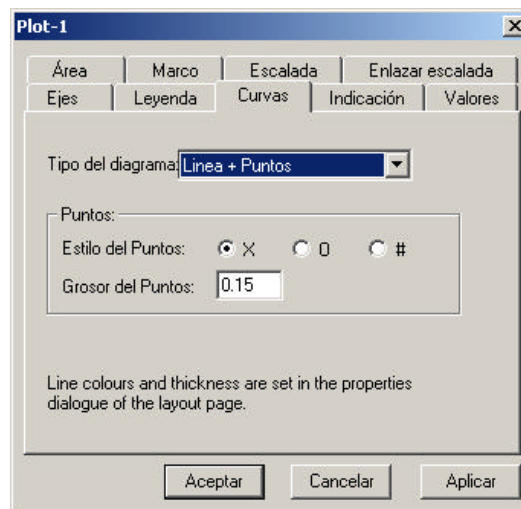 Plot-1
Área Marco Escalada Enlazar escalada
Ejes Leyenda Curvas Indicación Valores
Tipo del diagrama: Linea + Puntos
Puntos:
Estilo del Puntos: X O #
Grosor del Puntos: 0.15
Line colours and thickness are set in the properties
dialogue of the layout page.
Aceptar Cancelar Aplicar